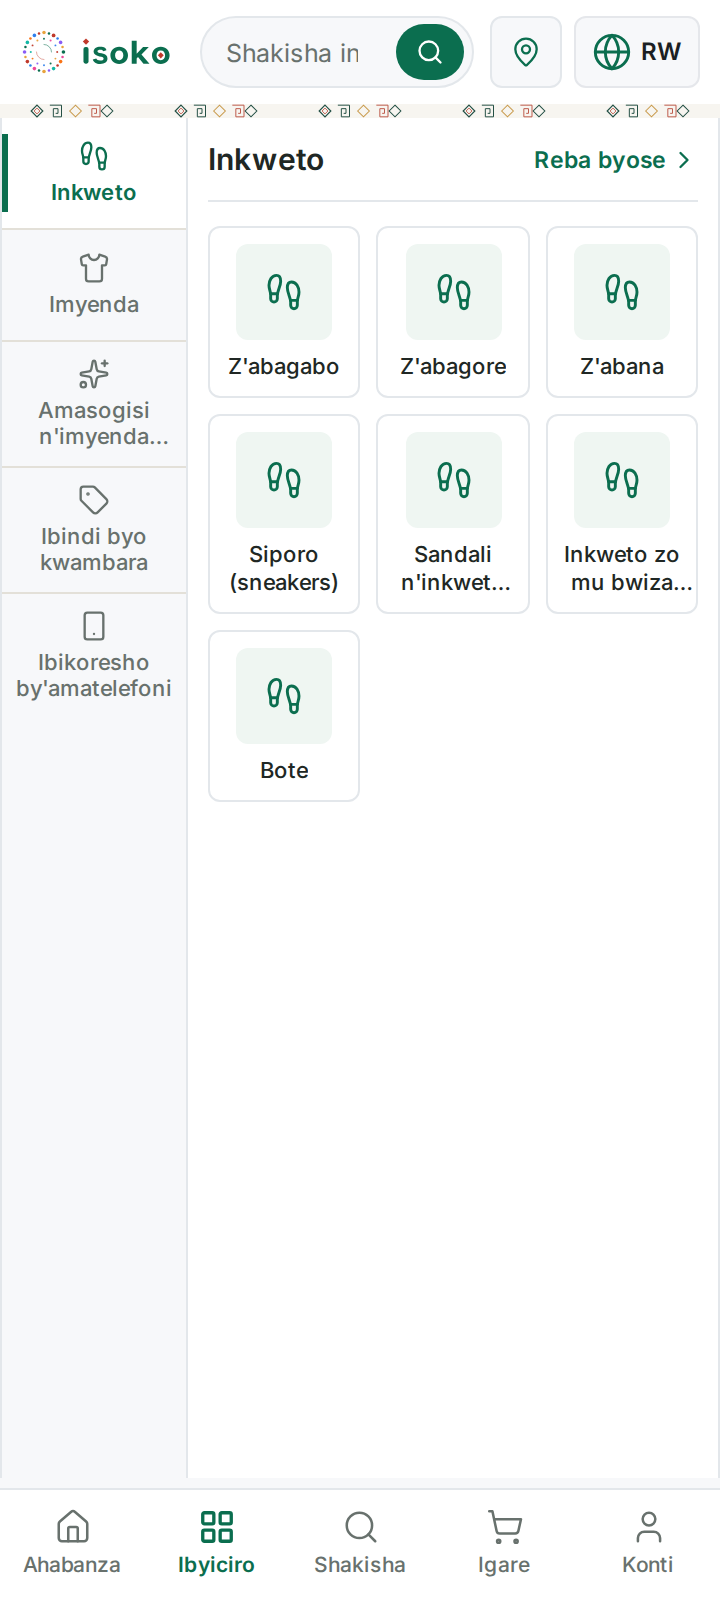 isoko
Shakisha in
RW
Inkweto
Imyenda
Amasogisi
n'imyenda...
Ibindi byo
kwambara
Ibikoresho
by'amatelefoni
Inkweto
Reba byose
Z'abagabo
Z'abagore
Z'abana
Siporo
(sneakers)
Sandali
n'inkwet...
Inkweto zo
mu bwiza...
Bote
Ahabanza
Ibyiciro
Shakisha
Igare
Konti